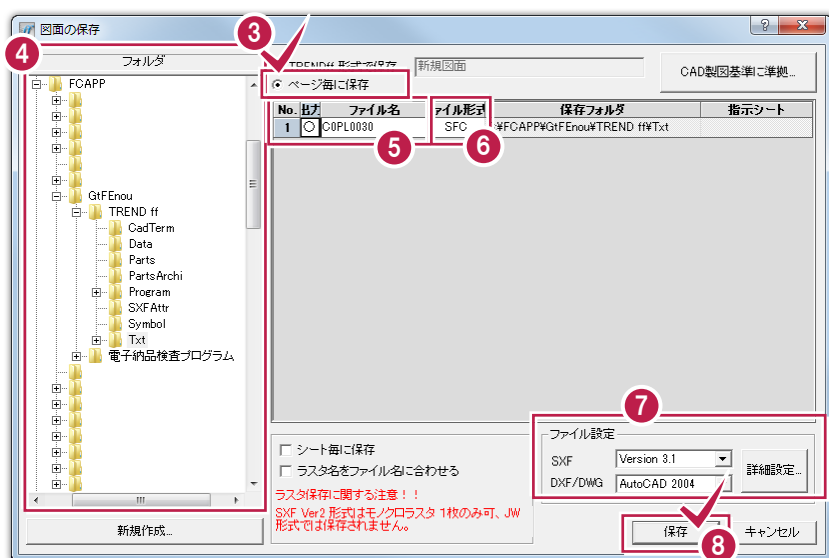 図面の保存
3
4
フォルダ
TRENDff 形式で保存 新規図面
CAD製図基準に準拠...
ページ毎に保存
FCAPP
GtFEnou
TREND ff
CadTerm
Data
Parts
PartsArchi
Program
SXFAttr
Symbol
Txt
電子納品検査プログラム
新規作成...
No. 出力 ファイル名 ァイル形式 保存フォルダ 指示シート
1 ○ C0PL0030 SFC ¥FCAPP¥GtFEnou¥TREND ff¥Txt
5
6
シート毎に保存
ラスタ名をファイル名に合わせる
ラスタ保存に関する注意！！
SXF Ver2 形式はモノクロラスタ 1枚のみ可、JW
形式では保存されません。
7
ファイル設定
SXF Version 3.1
DXF/DWG AutoCAD 2004
詳細設定...
保存
キャンセル
8